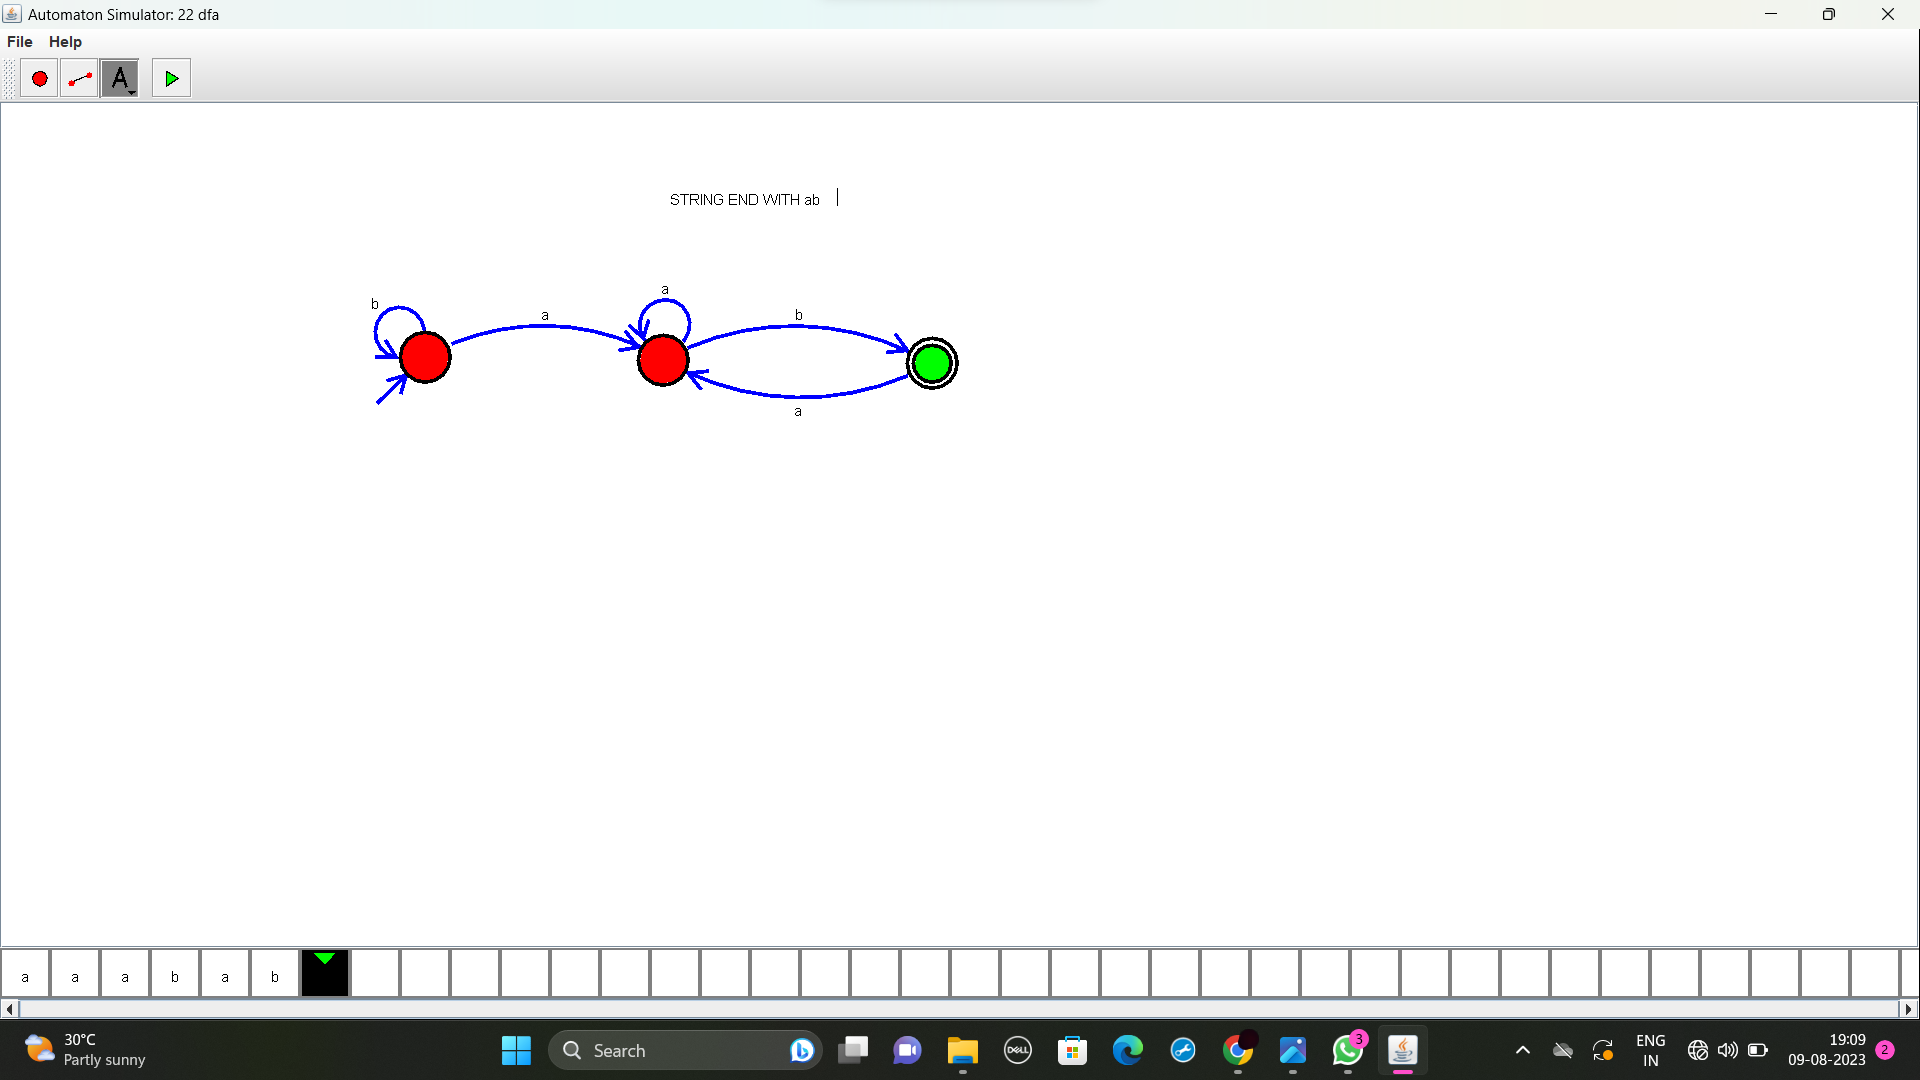 Automaton Simulator: 22 dfa
File Help
A
STRING END WITH ab
b
a
a
b
a
a a a b a b
30°C
Partly sunny
Search
DELL
3
ENG
IN
19:09
09-08-2023
2